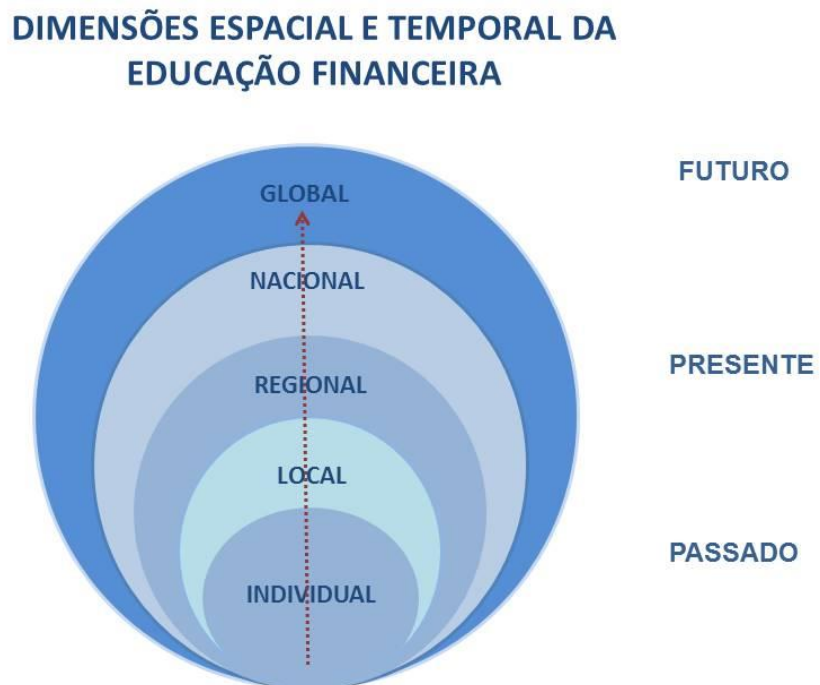 DIMENSÕES ESPACIAL E TEMPORAL DA
EDUCAÇÃO FINANCEIRA
GLOBAL
NACIONAL
REGIONAL
LOCAL
INDIVIDUAL
FUTURO
PRESENTE
PASSADO